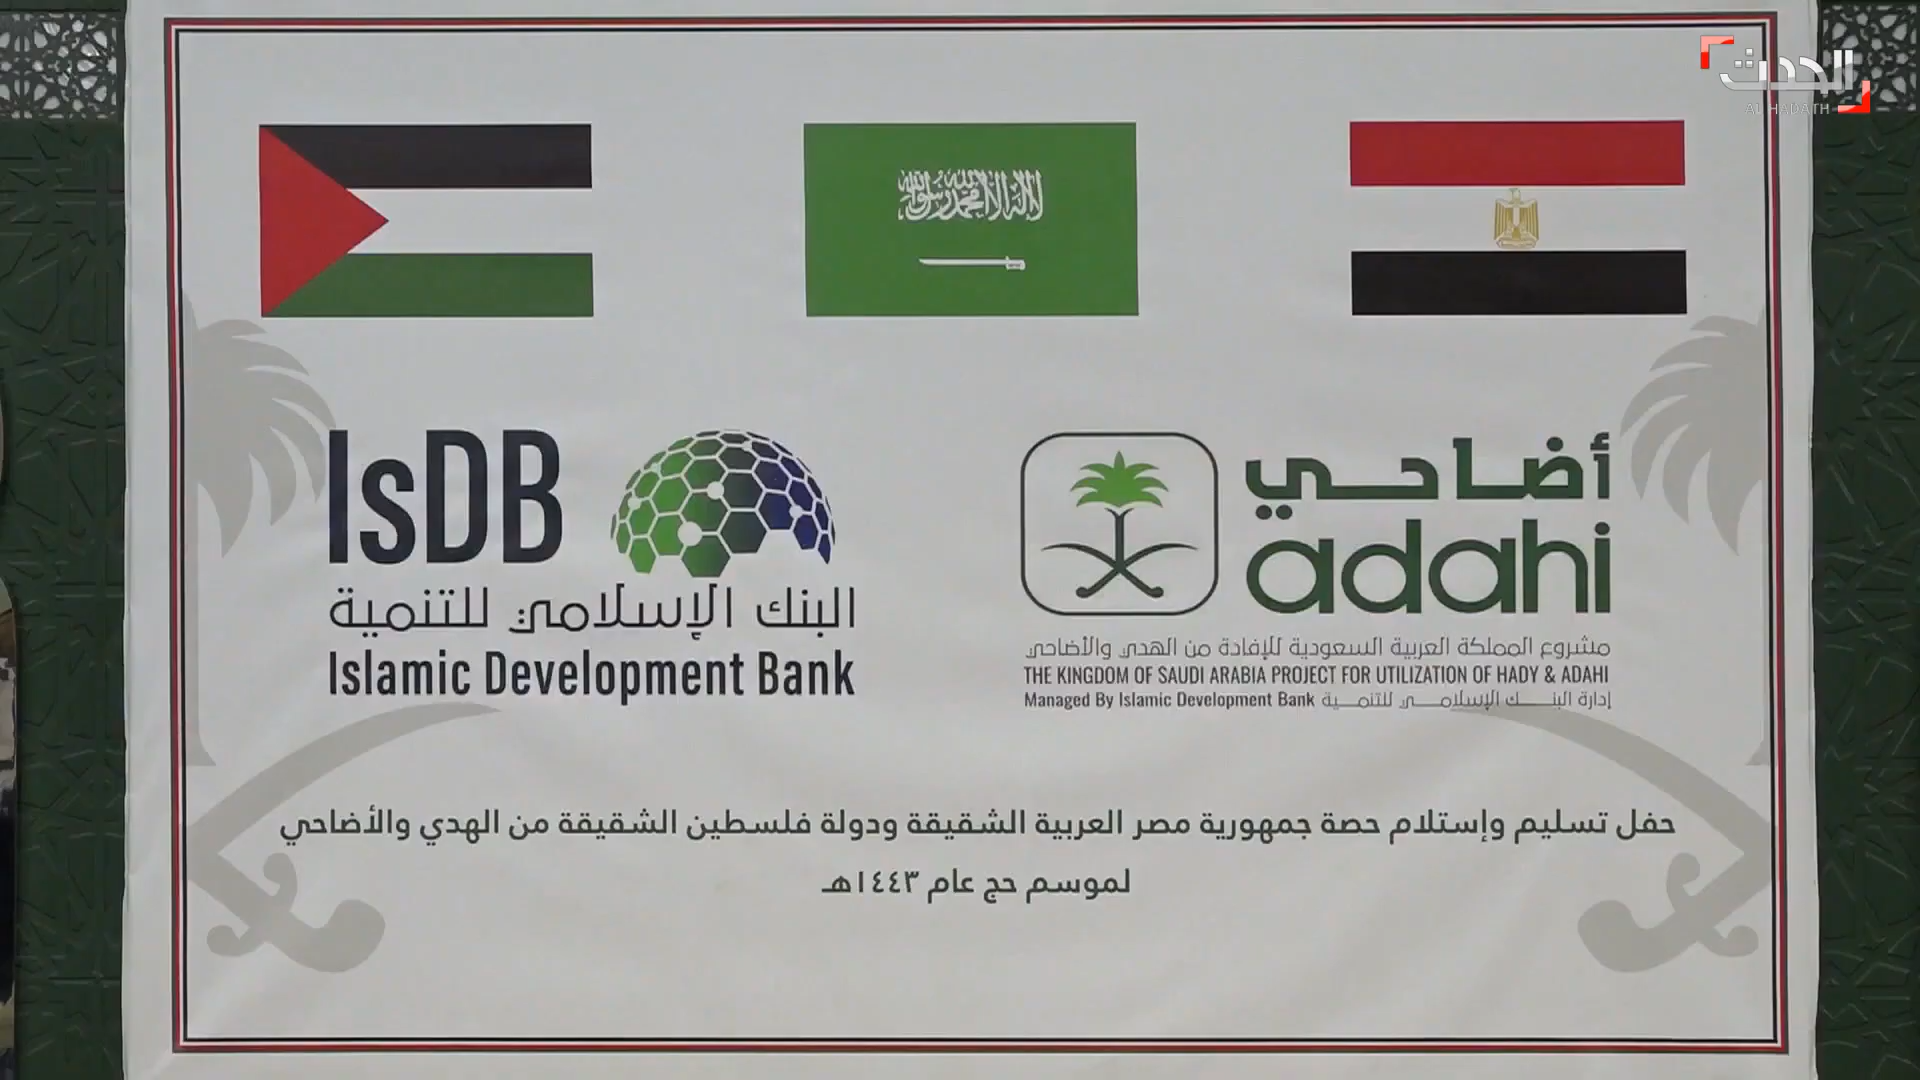 الحدث
AL HADATH
لا إله إلا الله محمد رسول الله
IsDB
البنك الإسلامي للتنمية
Islamic Development Bank
أضاحي
adahi
مشروع المملكة العربية السعودية للإفادة من الهدي والأضاحي
THE KINGDOM OF SAUDI ARABIA PROJECT FOR UTILIZATION OF HADY & ADAHI
Managed By Islamic Development Bank إدارة البنك الإسلامي للتنمية
حفل تسليم وإستلام حصة جمهورية مصر العربية الشقيقة ودولة فلسطين الشقيقة من الهدي والأضاحي
لموسم حج عام ١٤٤٣هـ